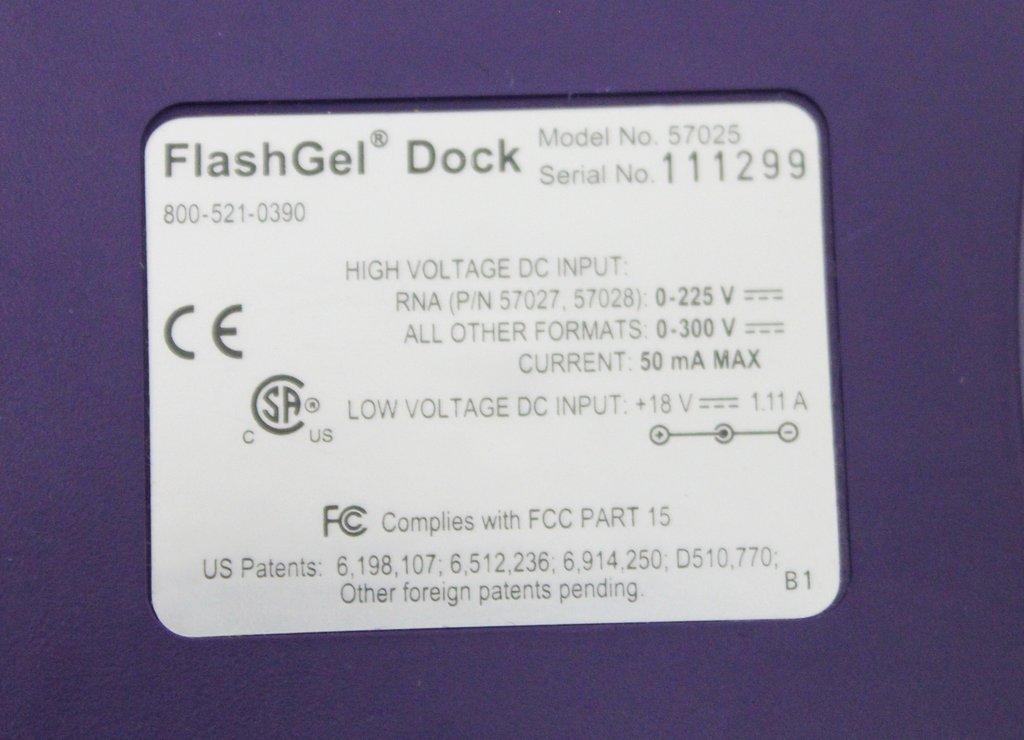 FlashGel® Dock
Model No. 57025
Serial No. 111299
800-521-0390
HIGH VOLTAGE DC INPUT:
RNA (P/N 57027, 57028): 0-225 V ⎓
ALL OTHER FORMATS: 0-300 V ⎓
CURRENT: 50 mA MAX
CE
C SA® US
LOW VOLTAGE DC INPUT: +18 V ⎓ 1.11 A
FC Complies with FCC PART 15
US Patents: 6,198,107; 6,512,236; 6,914,250; D510,770;
Other foreign patents pending.
B1